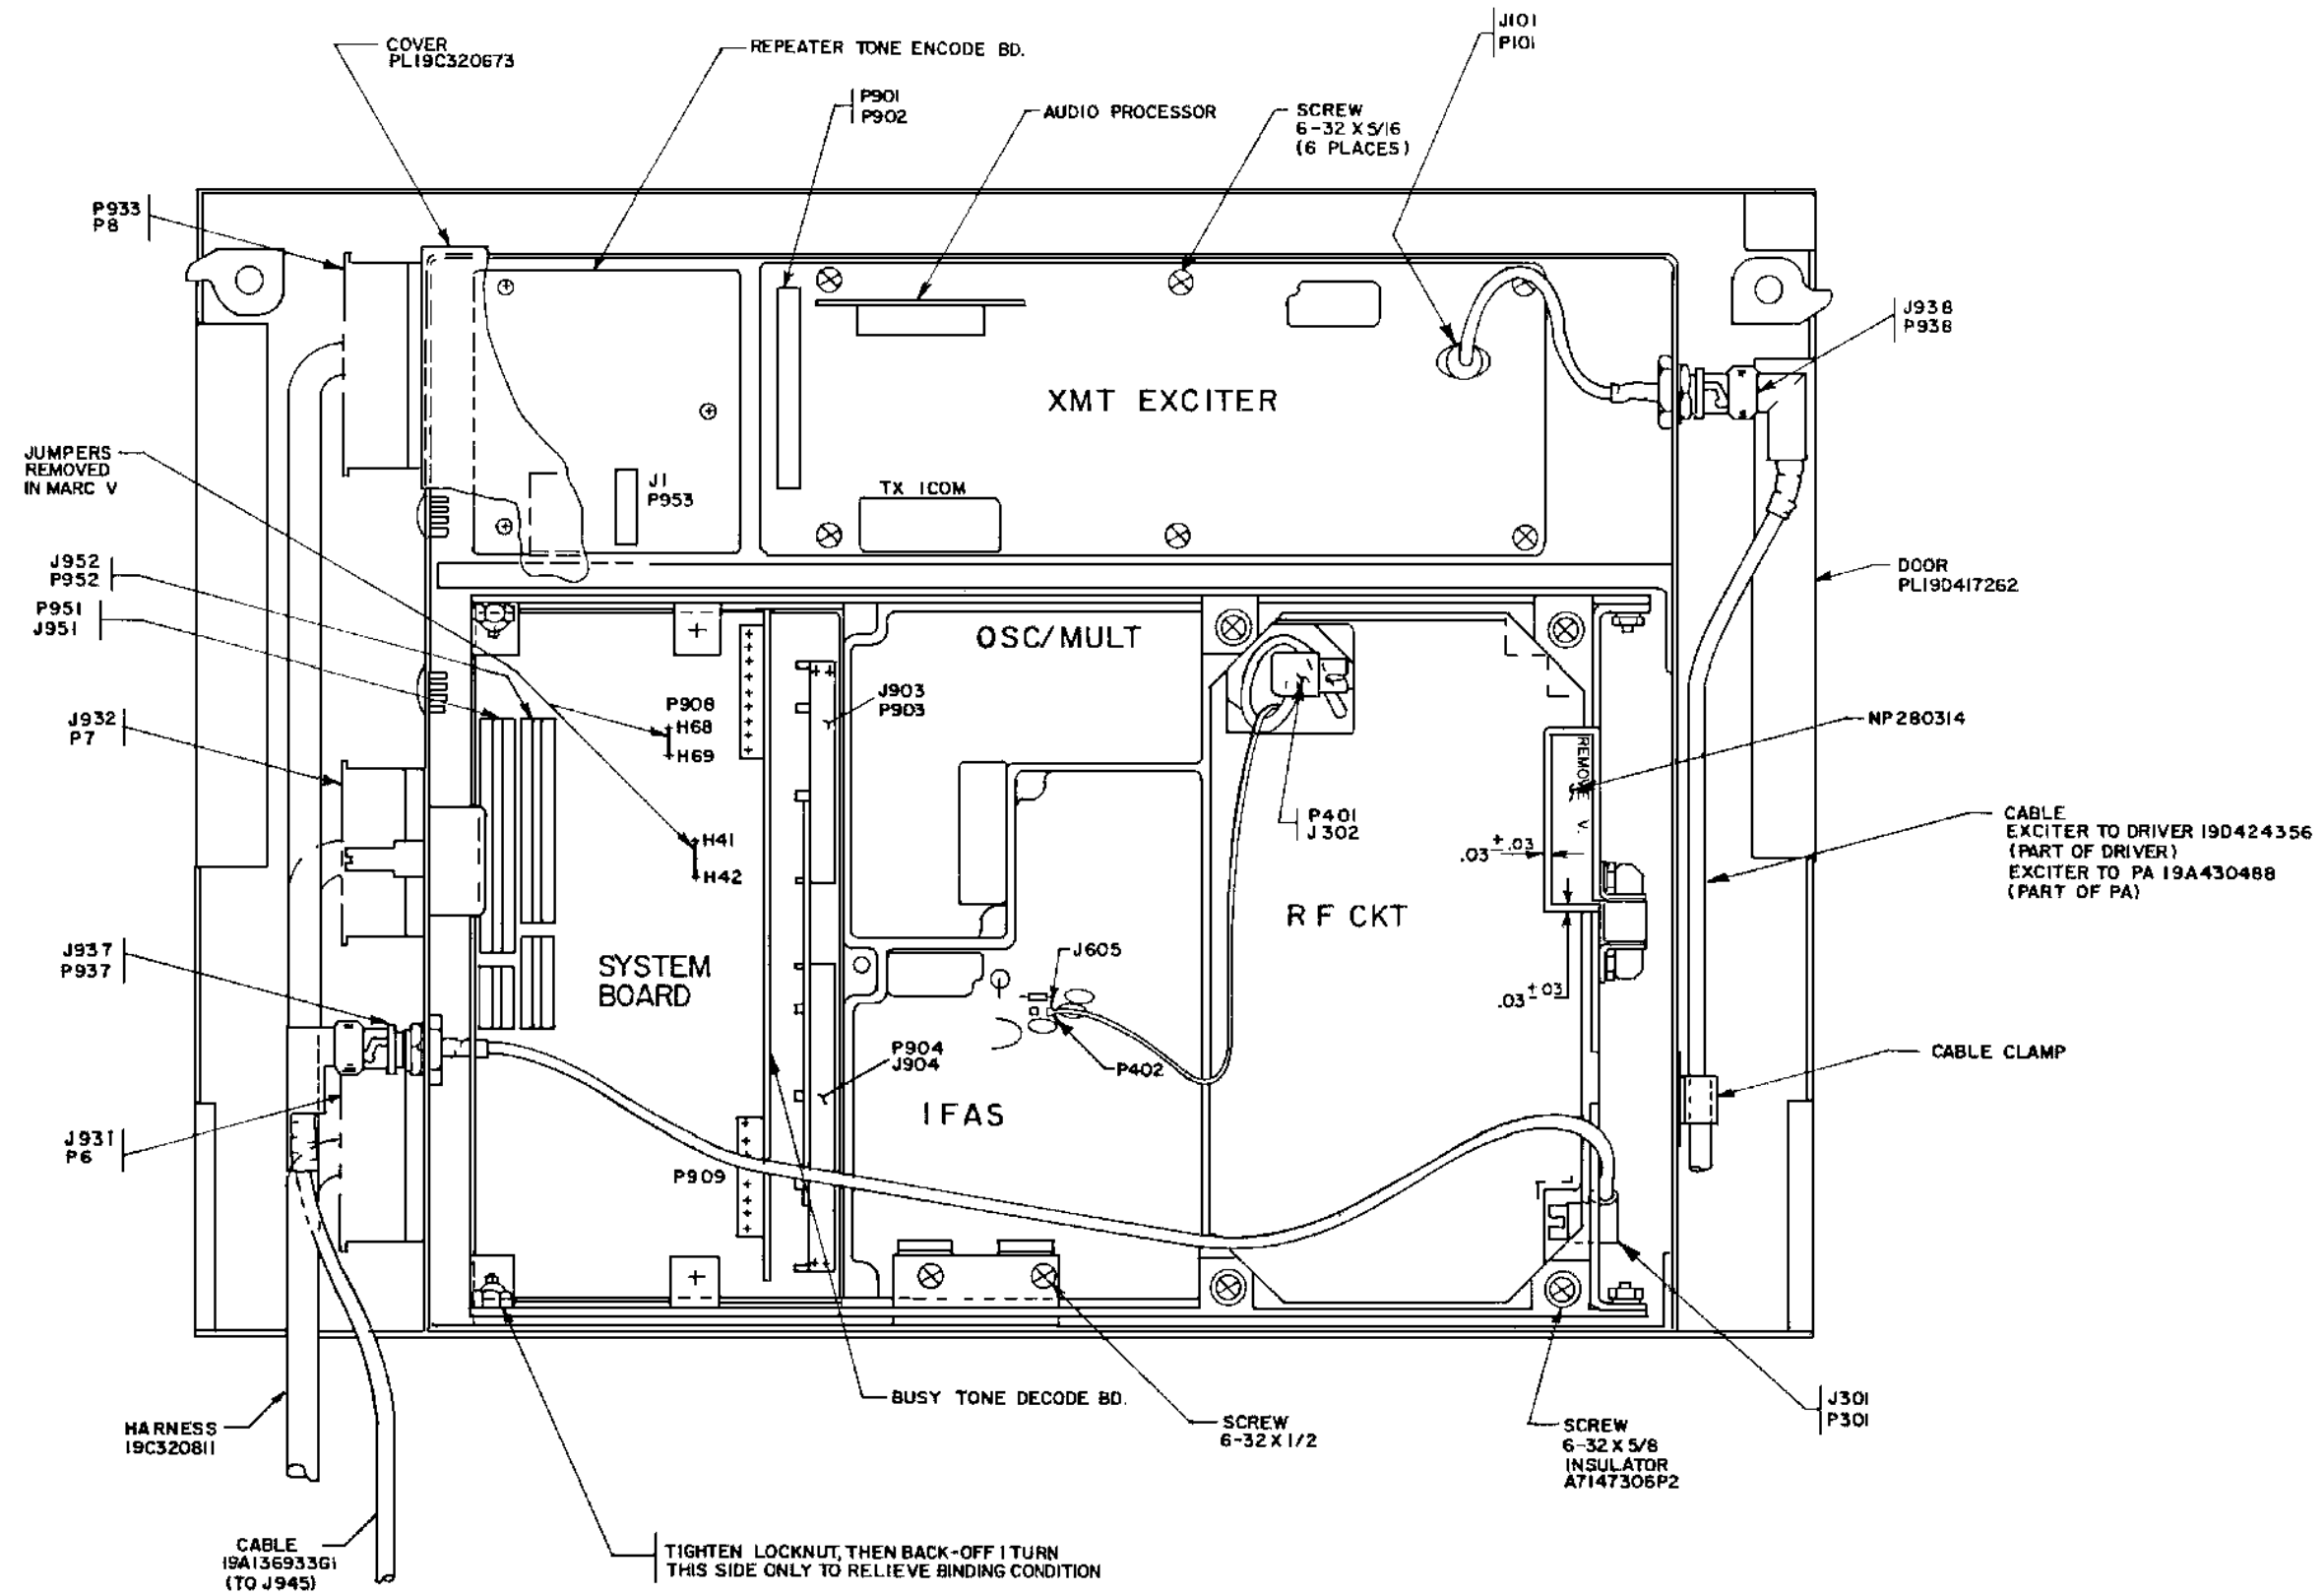 COVER
PL19C320673
REPEATER TONE ENCODE BD.
P901
P902
AUDIO PROCESSOR
SCREW
6-32 X 5/16
(6 PLACES)
J101
P101
P933
P8
J938
P938
XMT EXCITER
JUMPERS
REMOVED
IN MARC V
J1
P953
TX ICOM
J952
P952
P951
J951
DOOR
PL19D417262
OSC/MULT
J932
P7
P908
H68
H69
J903
P903
NP280314
REMOVE
V.
P401
J302
H41
H42
.03 ±.03
CABLE
EXCITER TO DRIVER 19D424356
(PART OF DRIVER)
EXCITER TO PA 19A430488
(PART OF PA)
RF CKT
J937
P937
SYSTEM
BOARD
J605
.03 ±.03
P904
J904
P402
CABLE CLAMP
IFAS
J931
P6
P909
BUSY TONE DECODE BD.
HARNESS
19C320811
SCREW
6-32 X 1/2
SCREW
6-32 X 5/8
INSULATOR
A7147306P2
J301
P301
CABLE
19A136933G1
(TO J945)
TIGHTEN LOCKNUT, THEN BACK-OFF 1 TURN
THIS SIDE ONLY TO RELIEVE BINDING CONDITION